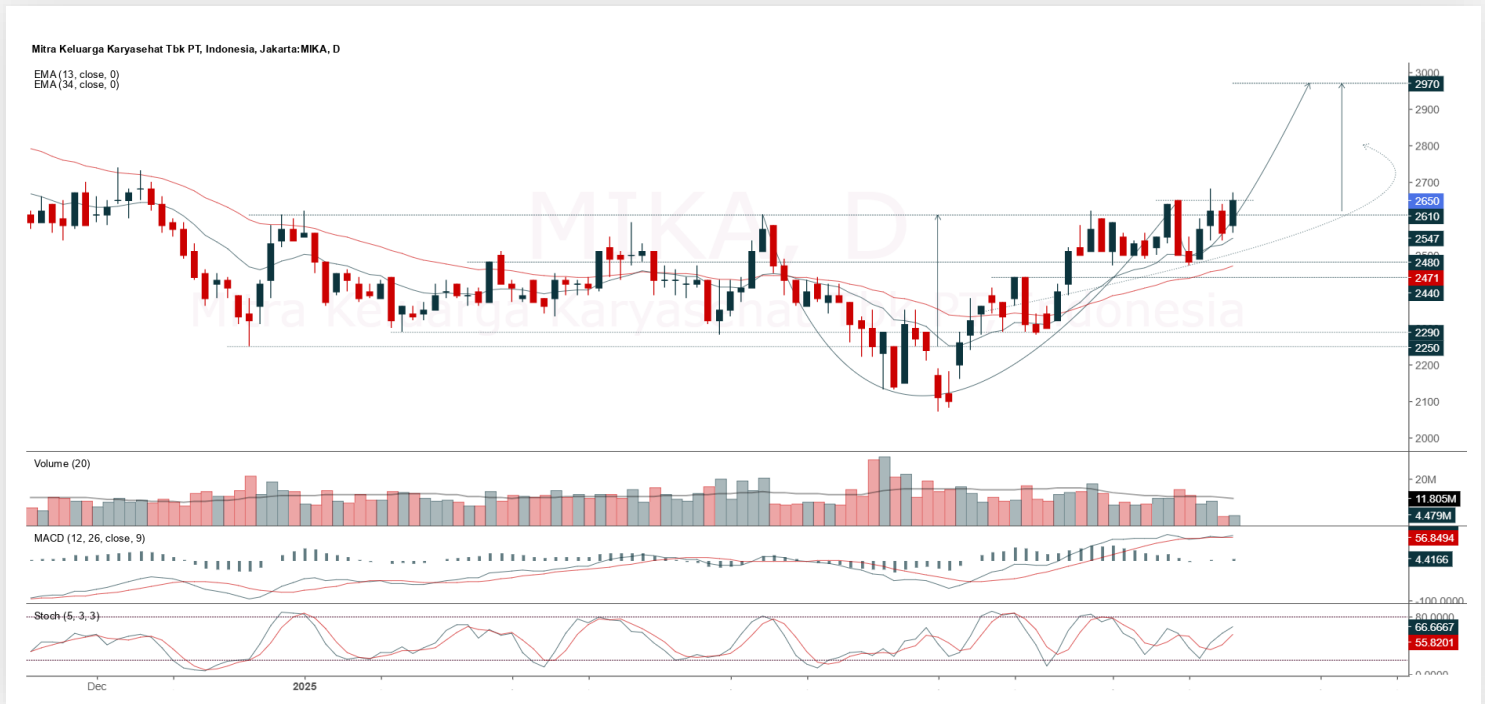 Mitra Keluarga Karyasehat Tbk PT, Indonesia, Jakarta:MIKA, D
EMA (13, close, 0)
EMA (34, close, 0)
MIKA, D
Mitra Keluarga Karyasehat Tbk PT, Indonesia
3000
2970
2900
2800
2700
2650
2610
2547
2480
2471
2440
2290
2250
2200
2100
2000
Volume (20)
20M
11.805M
4.479M
MACD (12, 26, close, 9)
56.8494
4.4166
-100.0000
Stoch (5, 3, 3)
80.0000
66.6667
55.8201
0.0000
Dec 2025